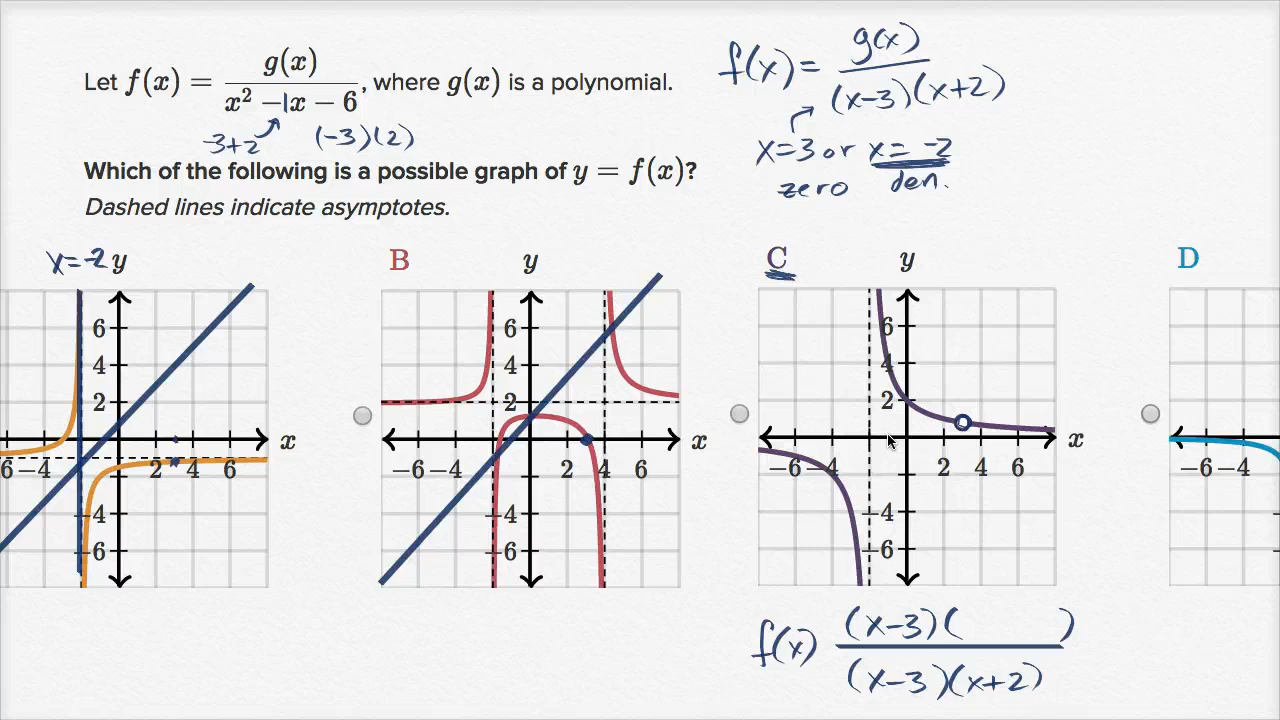 Let f(x) = g(x) / x² −1x − 6, where g(x) is a polynomial.
-3+2 (-3)(2)
Which of the following is a possible graph of y = f(x)?
Dashed lines indicate asymptotes.
f(x) = g(x) / (x-3)(x+2)
x=3 or x= -2
zero den.
x=-2 y
6
4
2
6 −4 2 4 6 x
−4
−6
B
y
6
4
2
−6 −4 2 4 6 x
−4
−6
C
y
6
4
2
−6 −4 2 4 6 x
−4
−6
D
−6 −4
f(x) (x-3)( ) / (x-3)(x+2)